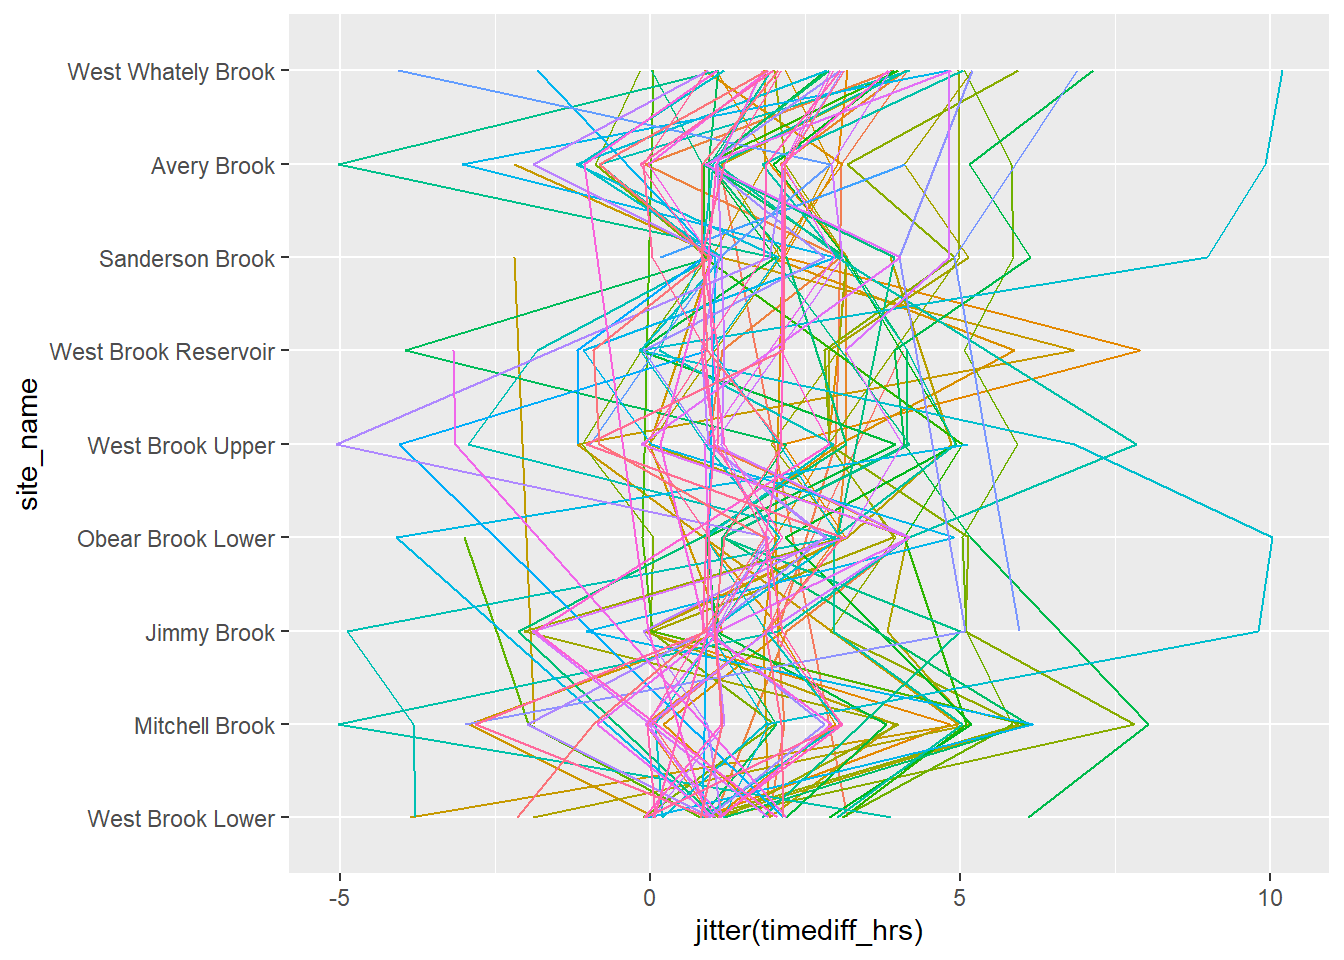 West Whately Brook
Avery Brook
Sanderson Brook
West Brook Reservoir
West Brook Upper
Obear Brook Lower
Jimmy Brook
Mitchell Brook
West Brook Lower
site_name
-5 0 5 10
jitter(timediff_hrs)